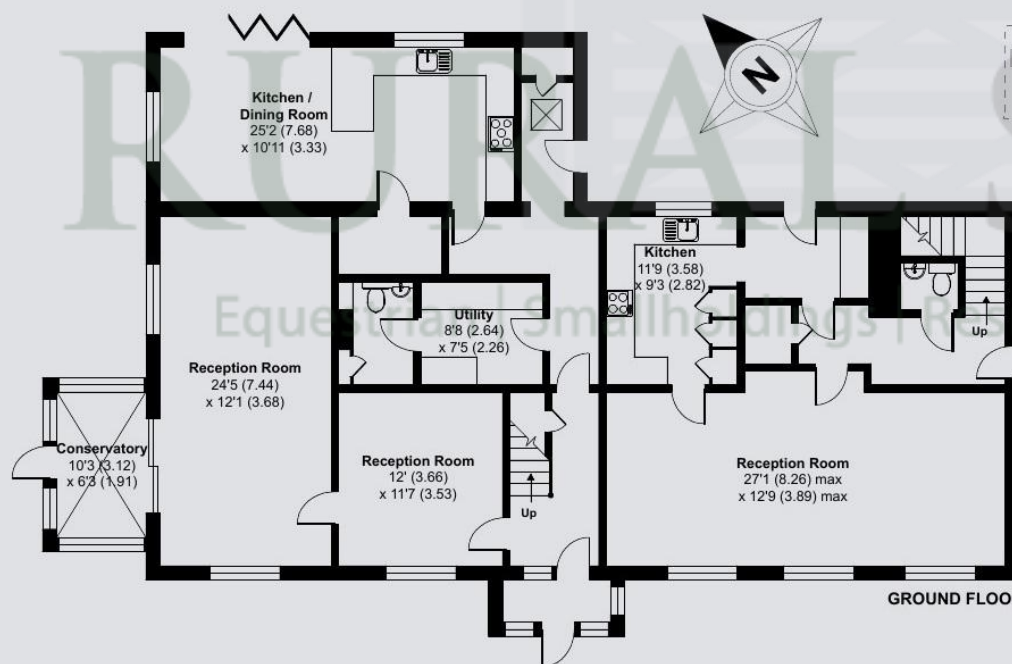 RURAL S
Equestrian | Smallholdings | Res
N
Kitchen /
Dining Room
25'2 (7.68)
x 10'11 (3.33)
Kitchen
11'9 (3.58)
x 9'3 (2.82)
Utility
8'8 (2.64)
x 7'5 (2.26)
Up
Reception Room
24'5 (7.44)
x 12'1 (3.68)
Conservatory
10'3 (3.12)
x 6'3 (1.91)
Reception Room
12' (3.66)
x 11'7 (3.53)
Up
Reception Room
27'1 (8.26) max
x 12'9 (3.89) max
GROUND FLOO